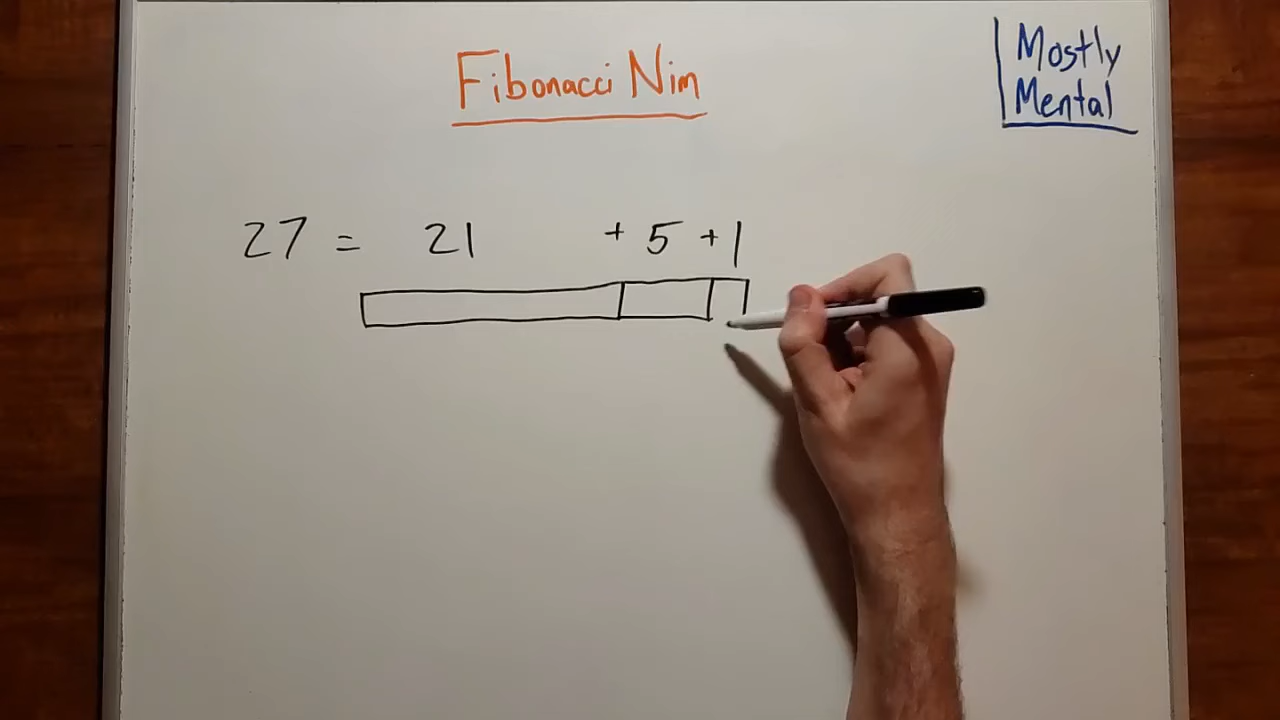 Fibonacci Nim
Mostly
Mental
27 = 21 + 5 + 1